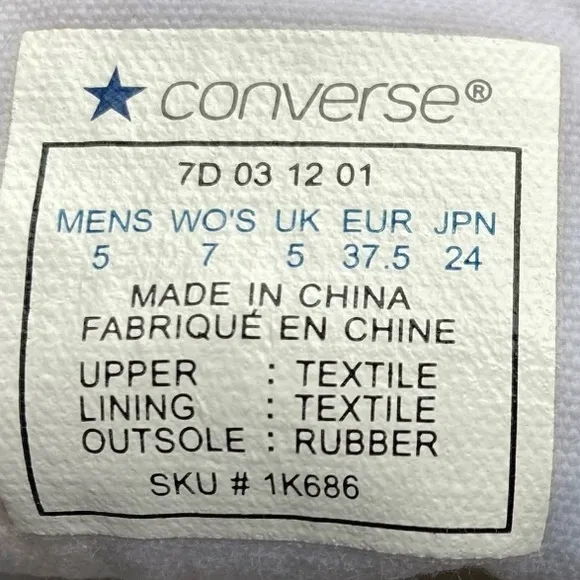 converse®
7D 03 12 01
MENS WO'S UK EUR JPN
5 7 5 37.5 24
MADE IN CHINA
FABRIQUÉ EN CHINE
UPPER : TEXTILE
LINING : TEXTILE
OUTSOLE : RUBBER
SKU # 1K686